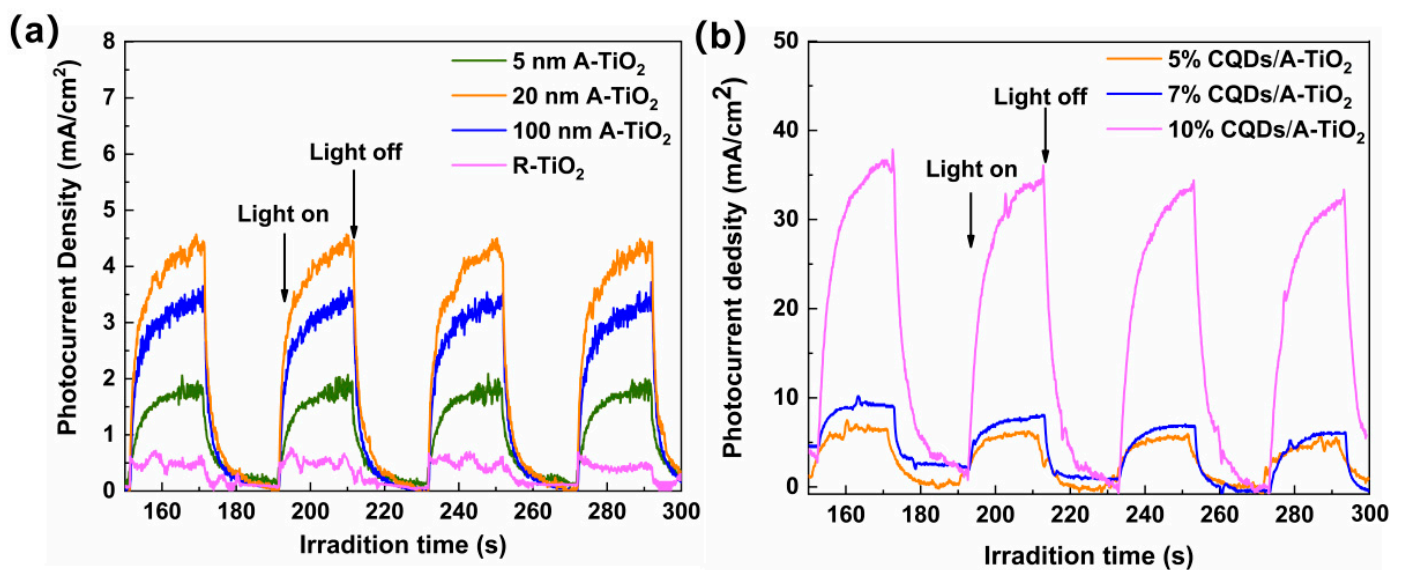 (a)
8
7
6
5
4
3
2
1
0
Photocurrent Density (mA/cm²)
5 nm A-TiO₂
20 nm A-TiO₂
100 nm A-TiO₂
R-TiO₂
Light on
Light off
160 180 200 220 240 260 280 300
Irradition time (s)
(b)
50
40
30
20
10
0
Photocurrent dedsity (mA/cm²)
5% CQDs/A-TiO₂
7% CQDs/A-TiO₂
10% CQDs/A-TiO₂
Light off
Light on
160 180 200 220 240 260 280 300
Irradition time (s)